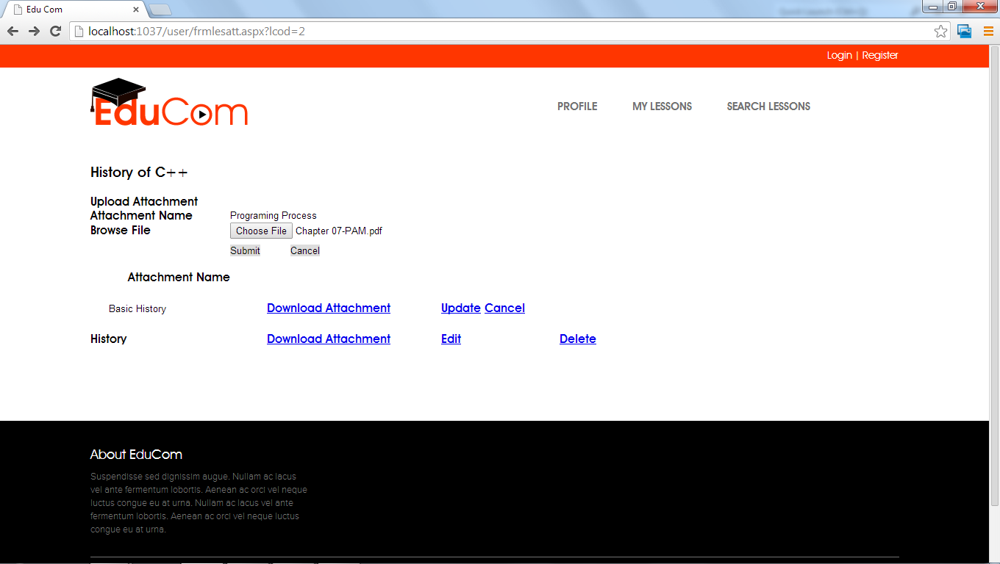 Edu Com
localhost:1037/user/frmlesatt.aspx?lcod=2
Login | Register
EduCom
PROFILE MY LESSONS SEARCH LESSONS
History of C++
Upload Attachment
Attachment Name Programing Process
Browse File Choose File Chapter 07-PAM.pdf
Submit Cancel
Attachment Name
Basic History Download Attachment Update Cancel
History Download Attachment Edit Delete
About EduCom
Suspendisse sed dignissim augue. Nullam ac lacus
vel ante fermentum lobortis. Aenean ac orci vel neque
luctus congue eu at urna. Nullam ac lacus vel ante
fermentum lobortis. Aenean ac orci vel neque luctus
congue eu at urna.